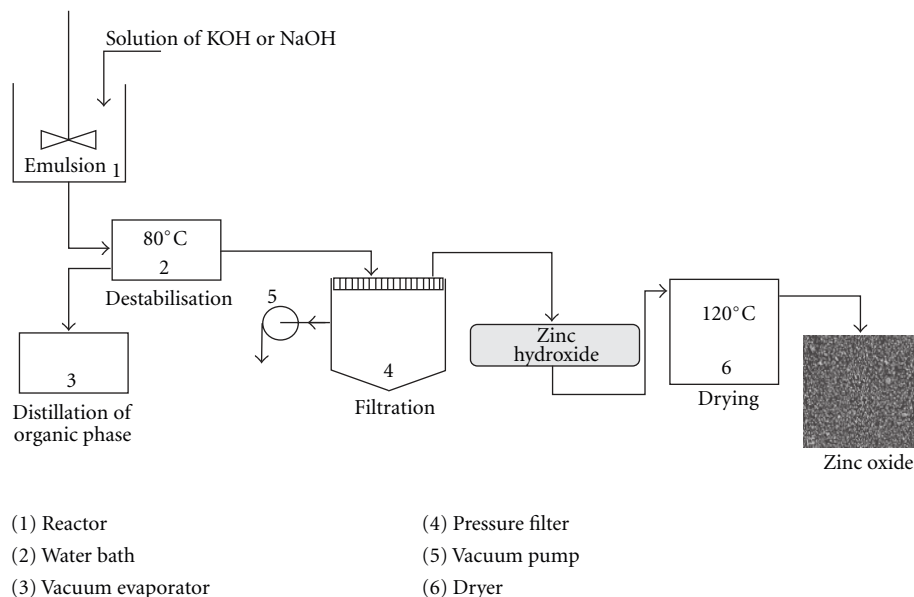 Solution of KOH or NaOH
Emulsion 1
80°C
2
Destabilisation
3
Distillation of
organic phase
5
4
Filtration
Zinc
hydroxide
120°C
6
Drying
Zinc oxide
(1) Reactor
(2) Water bath
(3) Vacuum evaporator
(4) Pressure filter
(5) Vacuum pump
(6) Dryer